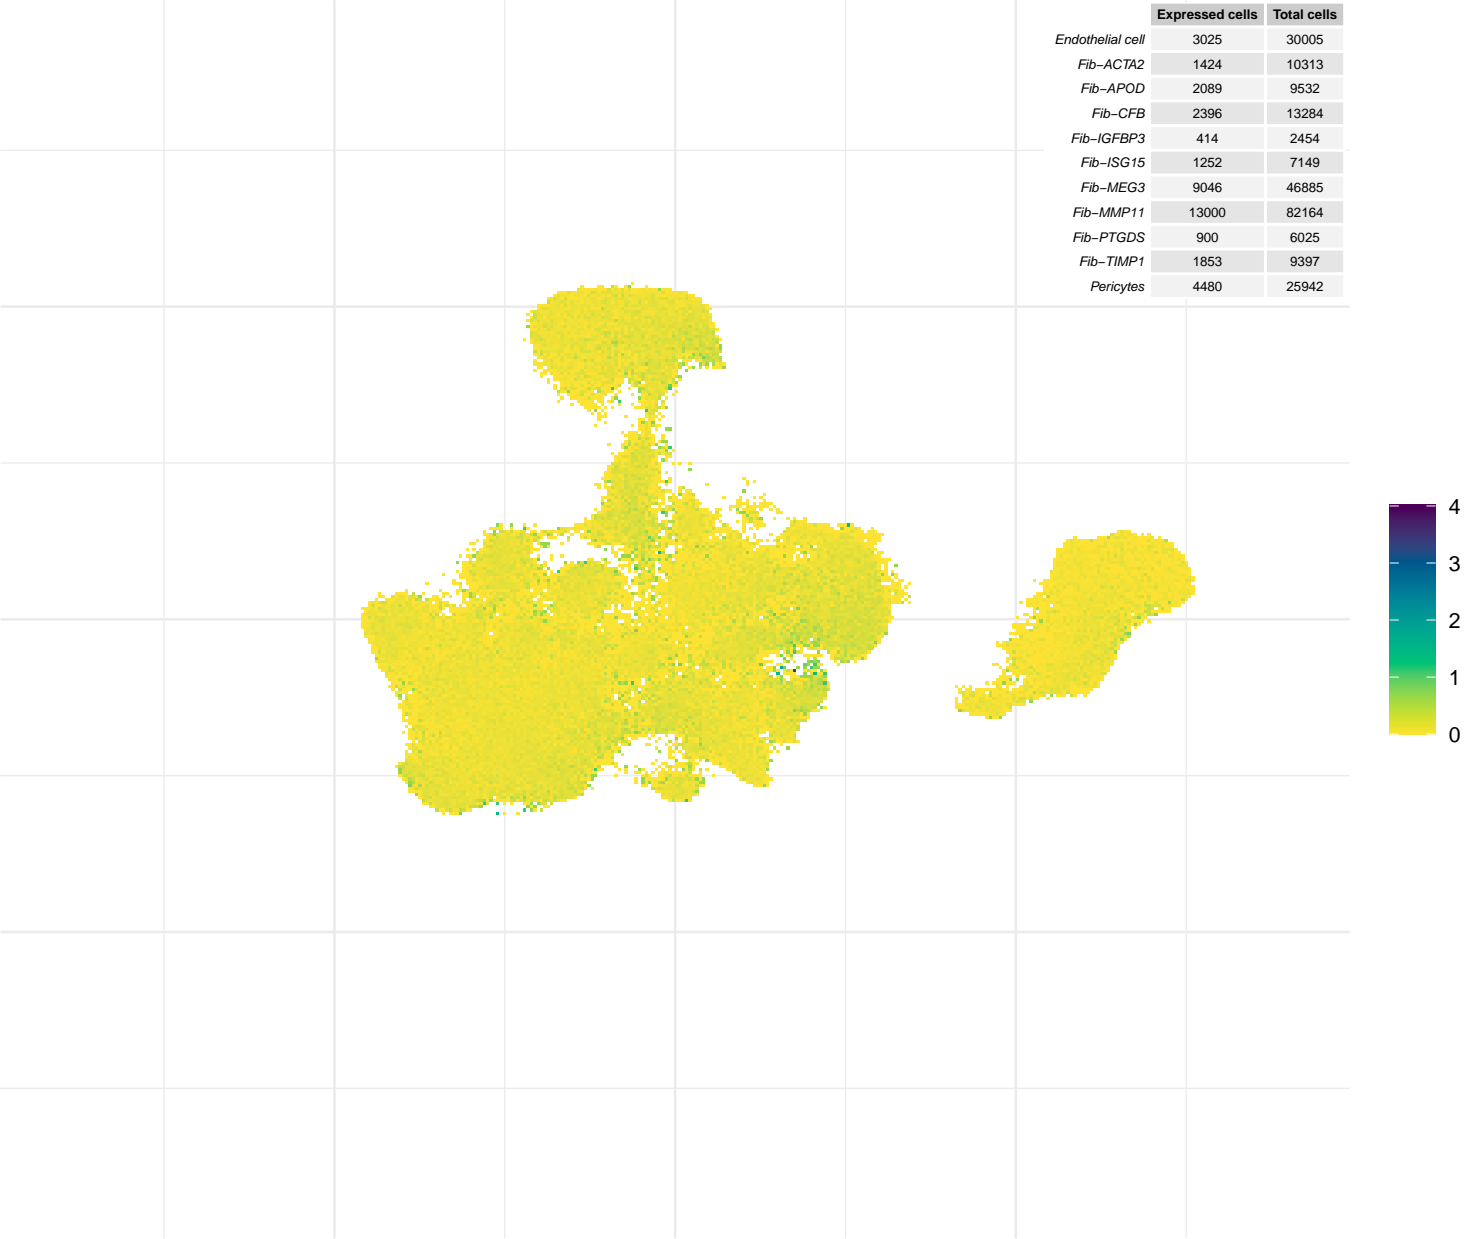 Expressed cells Total cells
Endothelial cell 3025 30005
Fib−ACTA2 1424 10313
Fib−APOD 2089 9532
Fib−CFB 2396 13284
Fib−IGFBP3 414 2454
Fib−ISG15 1252 7149
Fib−MEG3 9046 46885
Fib−MMP11 13000 82164
Fib−PTGDS 900 6025
Fib−TIMP1 1853 9397
Pericytes 4480 25942
4
3
2
1
0